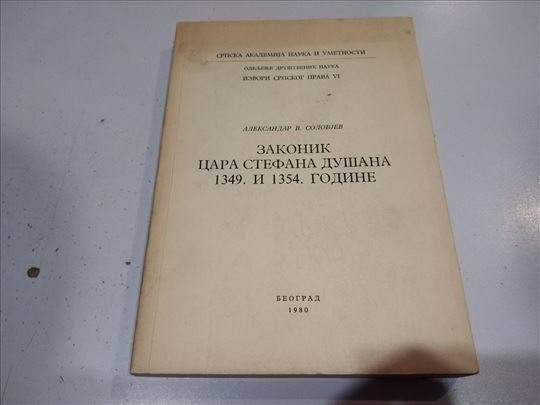 СРПСКА АКАДЕМИЈА НАУКА И УМЕТНОСТИ
ОДЕЉЕЊЕ ДРУШТВЕНИХ НАУКА
ИЗВОРИ СРПСКОГ ПРАВА VI
АЛЕКСАНДАР В. СОЛОВЈЕВ
ЗАКОНИК
ЦАРА СТЕФАНА ДУШАНА
1349. И 1354. ГОДИНЕ
БЕОГРАД
1980